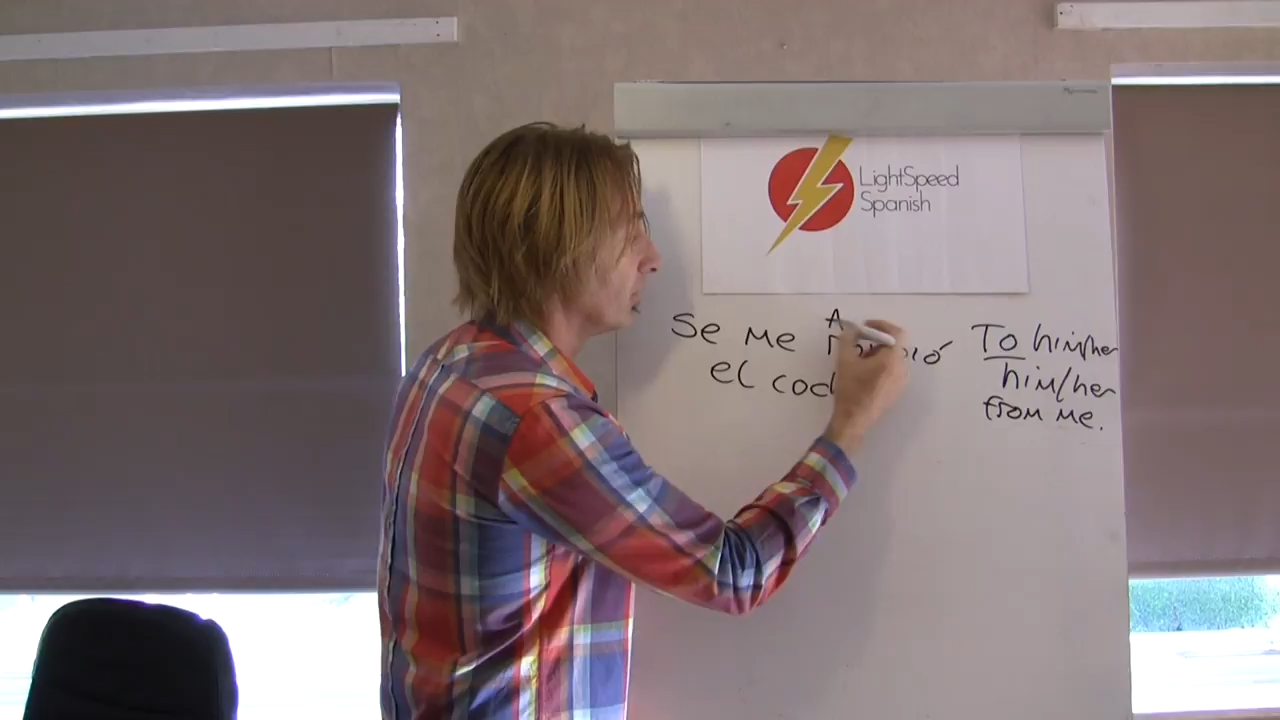 LightSpeed
Spanish
Se me
el
A
To him/her
him/her
from me.